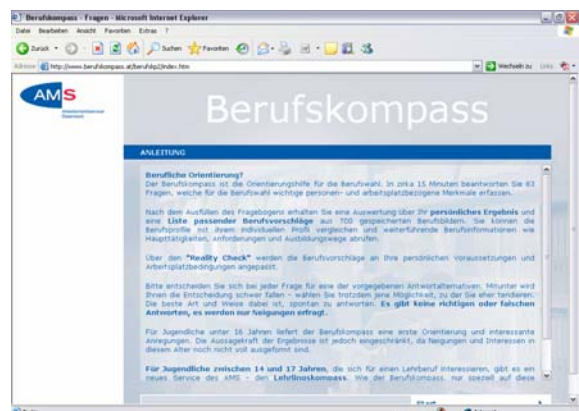 Berufskompass - Fragen - Microsoft Internet Explorer
Datei Bearbeiten Ansicht Favoriten Extras ?
Zurück Suchen Favoriten
Adresse http://www.berufskompass.at/berufskp2/index.htm Wechseln zu Links
AMS
Arbeitsmarktservice
Österreich
Berufskompass
ANLEITUNG
Berufliche Orientierung?
Der Berufskompass ist die Orientierungshilfe für die Berufswahl. In zirka 15 Minuten beantworten Sie 83
Fragen, welche für die Berufswahl wichtige personen- und arbeitsplatzbezogene Merkmale erfassen.
Nach dem Ausfüllen des Fragebogens erhalten Sie eine Auswertung über Ihr persönliches Ergebnis und
eine Liste passender Berufsvorschläge aus 700 gespeicherten Berufsbildern. Sie können die
Berufsprofile mit ihrem individuellen Profil vergleichen und weiterführende Berufsinformationen wie
Haupttätigkeiten, Anforderungen und Ausbildungswege abrufen.
Über den "Reality Check" werden die Berufsvorschläge an Ihre persönlichen Voraussetzungen und
Arbeitsplatzbedingungen angepasst.
Bitte entscheiden Sie sich bei jeder Frage für eine der vorgegebenen Antwortalternativen. Mitunter wird
Ihnen die Entscheidung schwer fallen - wählen Sie trotzdem jene Möglichkeit, zu der Sie eher tendieren.
Die beste Art und Weise dabei ist, spontan zu antworten. Es gibt keine richtigen oder falschen
Antworten, es werden nur Neigungen erfragt.
Für Jugendliche unter 16 Jahren liefert der Berufskompass eine erste Orientierung und interessante
Anregungen. Die Aussagekraft der Ergebnisse ist jedoch eingeschränkt, da Neigungen und Interessen in
diesem Alter noch nicht voll ausgeformt sind.
Für Jugendliche zwischen 14 und 17 Jahren, die sich für einen Lehrberuf interessieren, gibt es ein
neues Service des AMS - den Lehrlingskompass. Wie der Berufskompass, nur speziell auf diese
Start